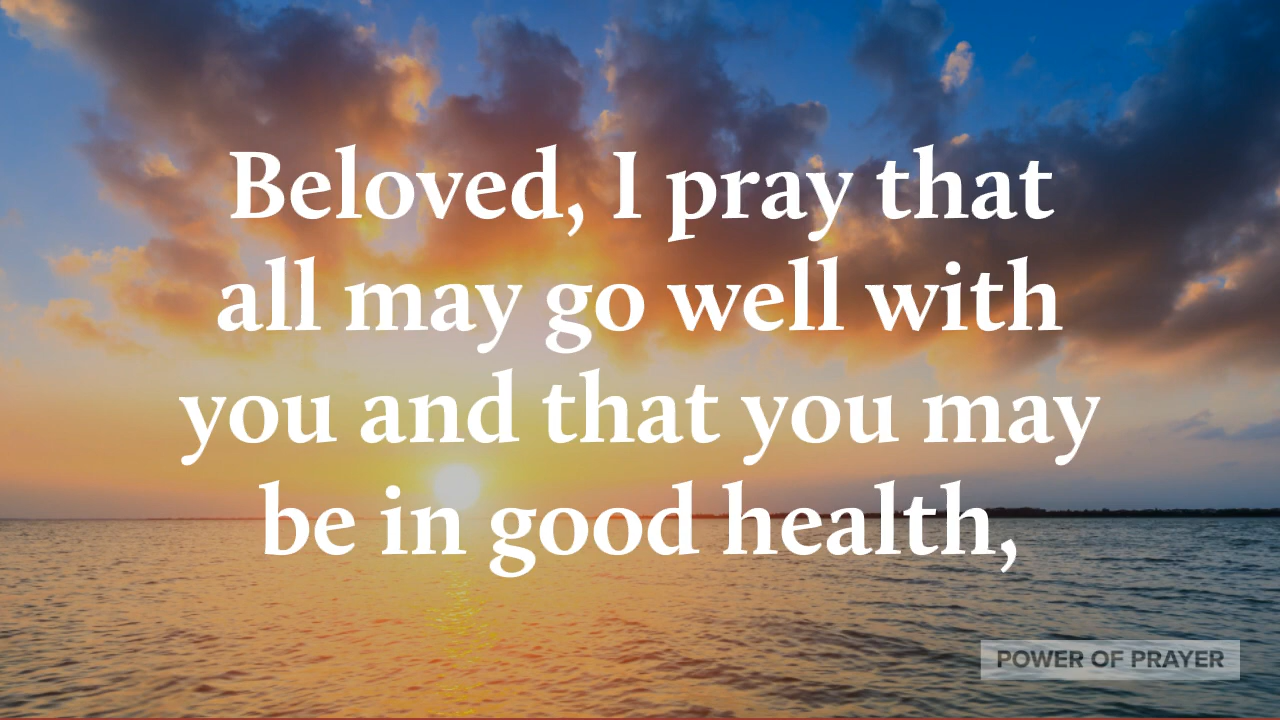 Beloved, I pray that
all may go well with
you and that you may
be in good health,
POWER OF PRAYER